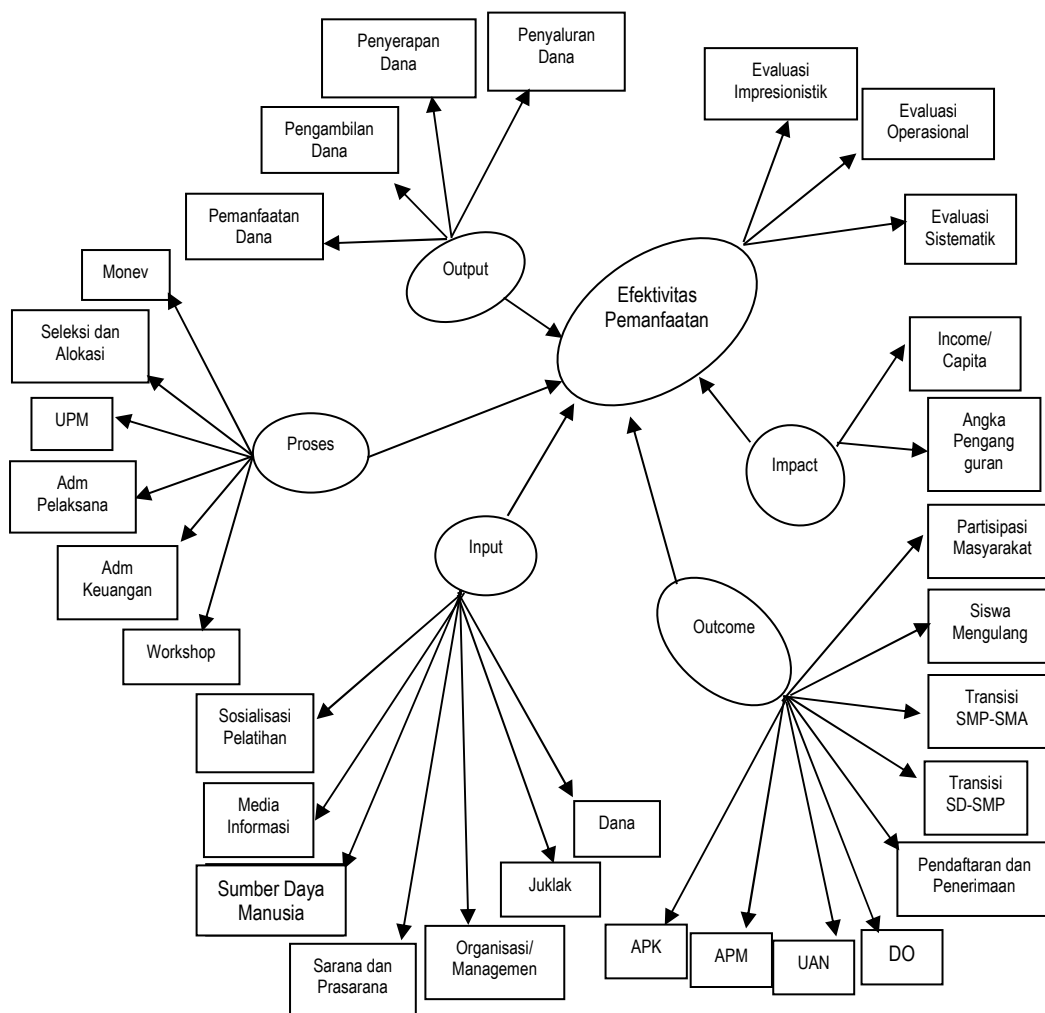 Penyerapan
Dana
Penyaluran
Dana
Evaluasi
Impresionistik
Evaluasi
Operasional
Pengambilan
Dana
Pemanfaatan
Dana
Evaluasi
Sistematik
Output
Efektivitas
Pemanfaatan
Monev
Seleksi dan
Alokasi
UPM
Adm
Pelaksana
Adm
Keuangan
Workshop
Proses
Income/
Capita
Angka
Pengang
guran
Impact
Input
Outcome
Partisipasi
Masyarakat
Siswa
Mengulang
Transisi
SMP-SMA
Transisi
SD-SMP
Pendaftaran dan
Penerimaan
Sosialisasi
Pelatihan
Media
Informasi
Sumber Daya
Manusia
Sarana dan
Prasarana
Organisasi/
Managemen
Juklak
Dana
APK
APM
UAN
DO